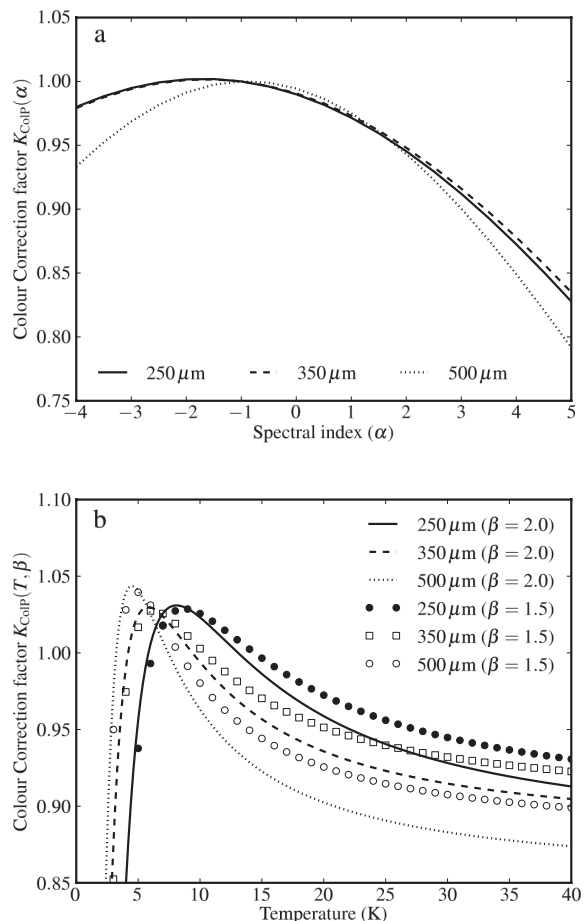 1.05
a
1.00
0.95
0.90
0.85
0.80
0.75
Colour Correction factor K_ColP(α)
250 μm 350 μm 500 μm
−4 −3 −2 −1 0 1 2 3 4 5
Spectral index (α)
1.10
b
1.05
1.00
0.95
0.90
0.85
Colour Correction factor K_ColP(T, β)
250 μm (β = 2.0)
350 μm (β = 2.0)
500 μm (β = 2.0)
250 μm (β = 1.5)
350 μm (β = 1.5)
500 μm (β = 1.5)
0 5 10 15 20 25 30 35 40
Temperature (K)